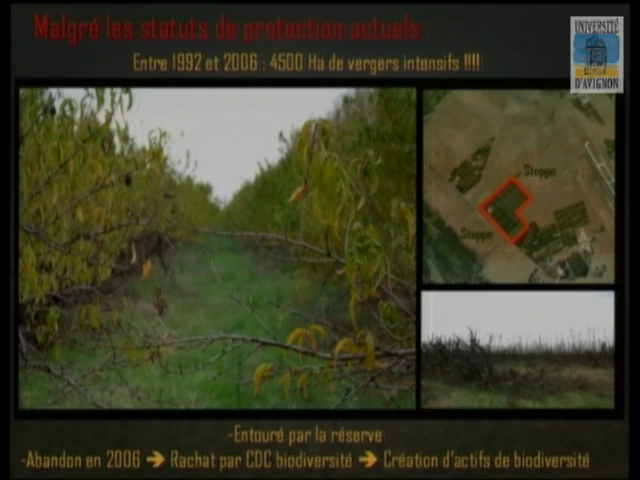 Malgré les statuts de protection actuels :
Entre 1992 et 2006 : 4500 Ha de vergers intensifs !!!!
UNIVERSITÉ
D'AVIGNON
Steppe
Steppe
-Entouré par la réserve
-Abandon en 2006 ➔ Rachat par CDC biodiversité ➔ Création d'actifs de biodiversité